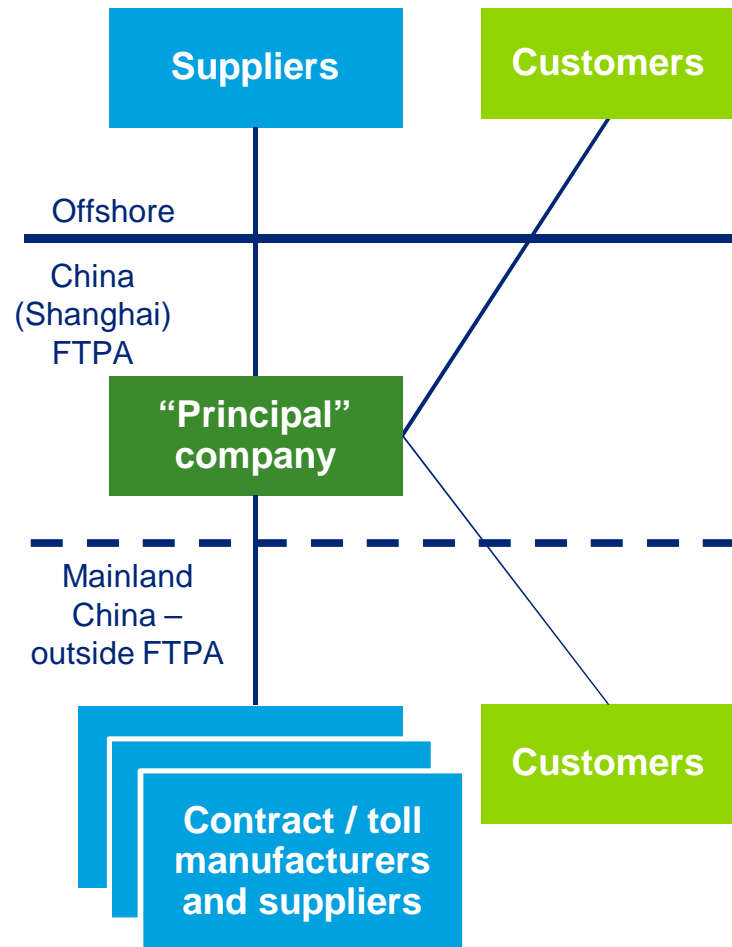 Suppliers
Customers
Offshore
China
(Shanghai)
FTPA
“Principal”
company
Mainland
China –
outside FTPA
Customers
Contract / toll
manufacturers
and suppliers